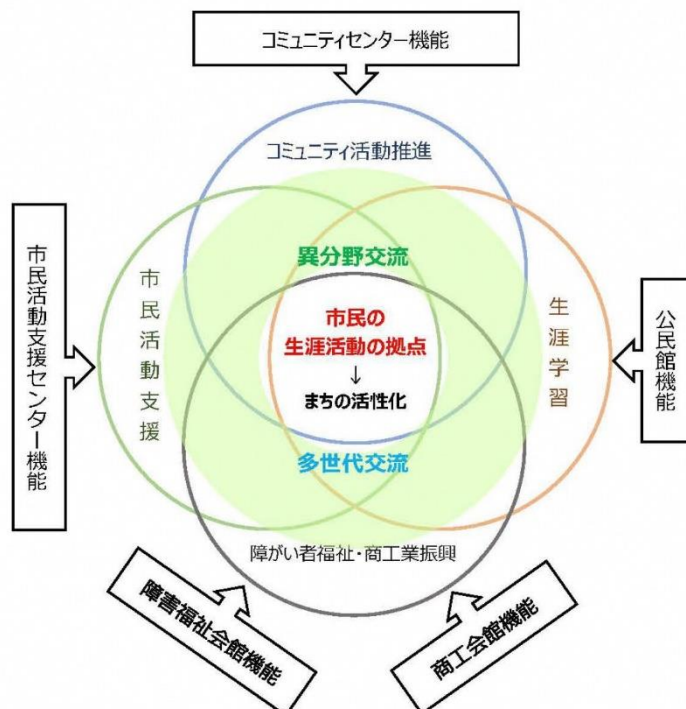 コミュニティセンター機能
コミュニティ活動推進
異分野交流
市民活動支援センター機能
市民活動支援
市民の
生涯活動の拠点
↓
まちの活性化
生涯学習
公民館機能
多世代交流
障がい者福祉・商工業振興
障害福祉会館機能
商工会館機能